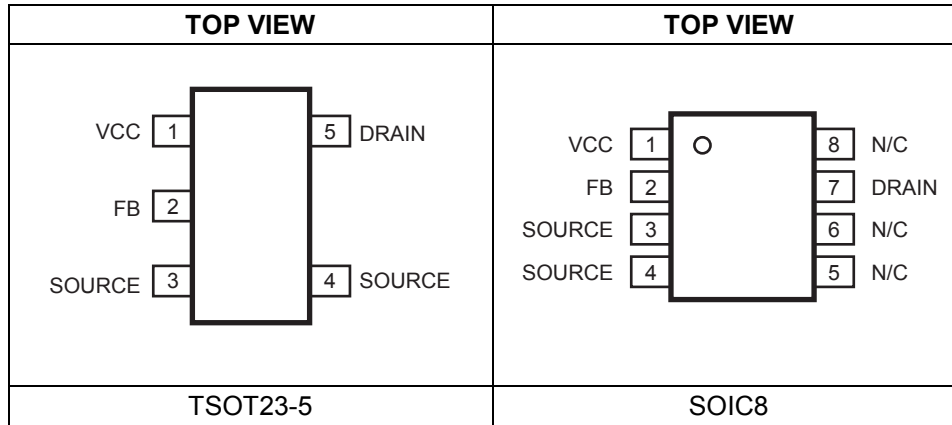 TOP VIEW
VCC 1
5 DRAIN
FB 2
SOURCE 3
4 SOURCE
TSOT23-5
TOP VIEW
VCC 1
8 N/C
FB 2
7 DRAIN
SOURCE 3
6 N/C
SOURCE 4
5 N/C
SOIC8